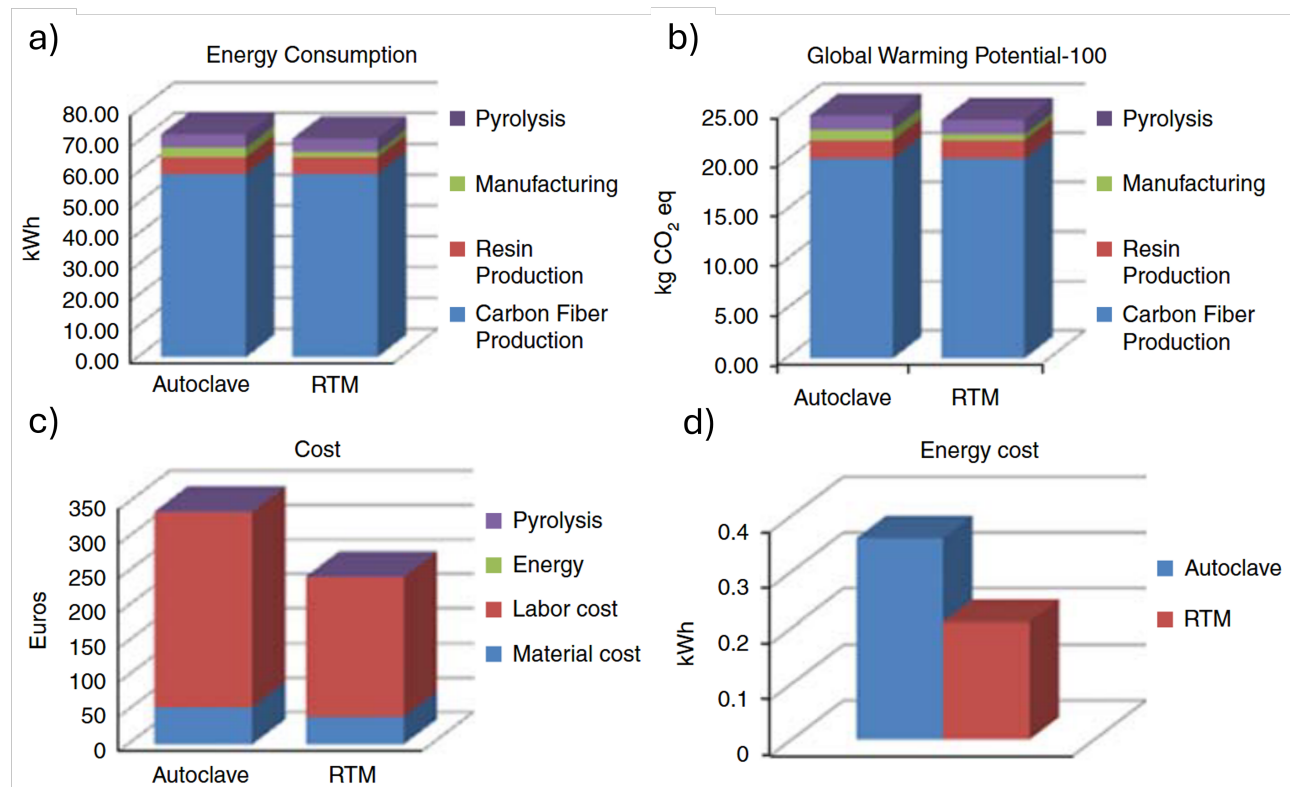 a)
Energy Consumption
80.00
70.00
60.00
50.00
40.00
30.00
20.00
10.00
0.00
kWh
Autoclave
RTM
Pyrolysis
Manufacturing
Resin
Production
Carbon Fiber
Production
b)
Global Warming Potential-100
25.00
20.00
15.00
10.00
5.00
0.00
kg CO₂ eq
Autoclave
RTM
Pyrolysis
Manufacturing
Resin
Production
Carbon Fiber
Production
c)
Cost
350
300
250
200
150
100
50
0
Euros
Autoclave
RTM
Pyrolysis
Energy
Labor cost
Material cost
d)
Energy cost
0.4
0.3
0.2
0.1
0
kWh
Autoclave
RTM